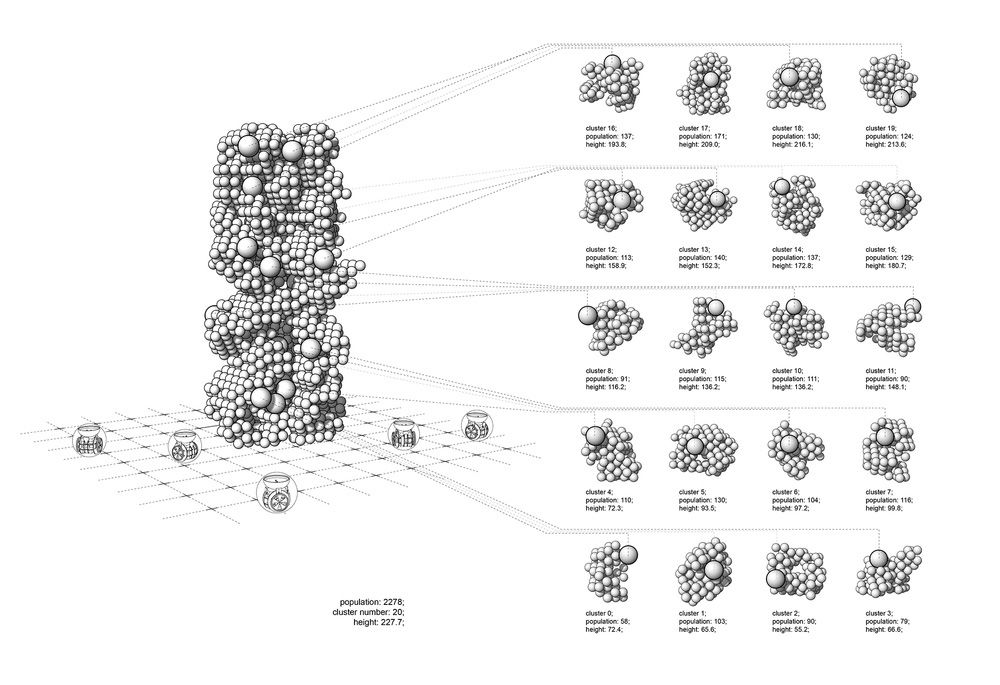 cluster 16;
population: 137;
height: 193.8;
cluster 17;
population: 171;
height: 209.0;
cluster 18;
population: 130;
height: 216.1;
cluster 19;
population: 124;
height: 213.6;
cluster 12;
population: 113;
height: 158.9;
cluster 13;
population: 140;
height: 152.3;
cluster 14;
population: 137;
height: 172.8;
cluster 15;
population: 129;
height: 180.7;
cluster 8;
population: 91;
height: 116.2;
cluster 9;
population: 115;
height: 136.2;
cluster 10;
population: 111;
height: 136.2;
cluster 11;
population: 90;
height: 148.1;
cluster 4;
population: 110;
height: 72.3;
cluster 5;
population: 130;
height: 93.5;
cluster 6;
population: 104;
height: 97.2;
cluster 7;
population: 116;
height: 99.8;
cluster 0;
population: 58;
height: 72.4;
cluster 1;
population: 103;
height: 65.6;
cluster 2;
population: 90;
height: 55.2;
cluster 3;
population: 79;
height: 66.6;
population: 2278;
cluster number: 20;
height: 227.7;